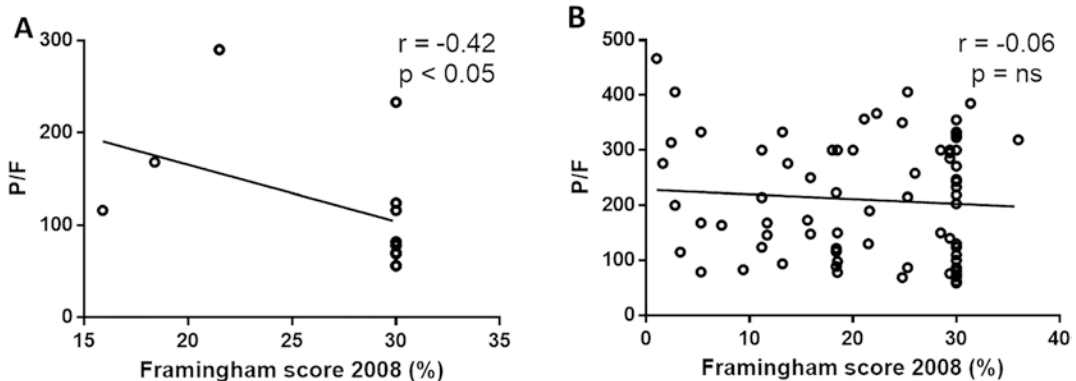 A
r = -0.42
p < 0.05
300
200
100
0
P/F
15 20 25 30 35
Framingham score 2008 (%)
B
r = -0.06
p = ns
500
400
300
200
100
0
P/F
0 10 20 30 40
Framingham score 2008 (%)